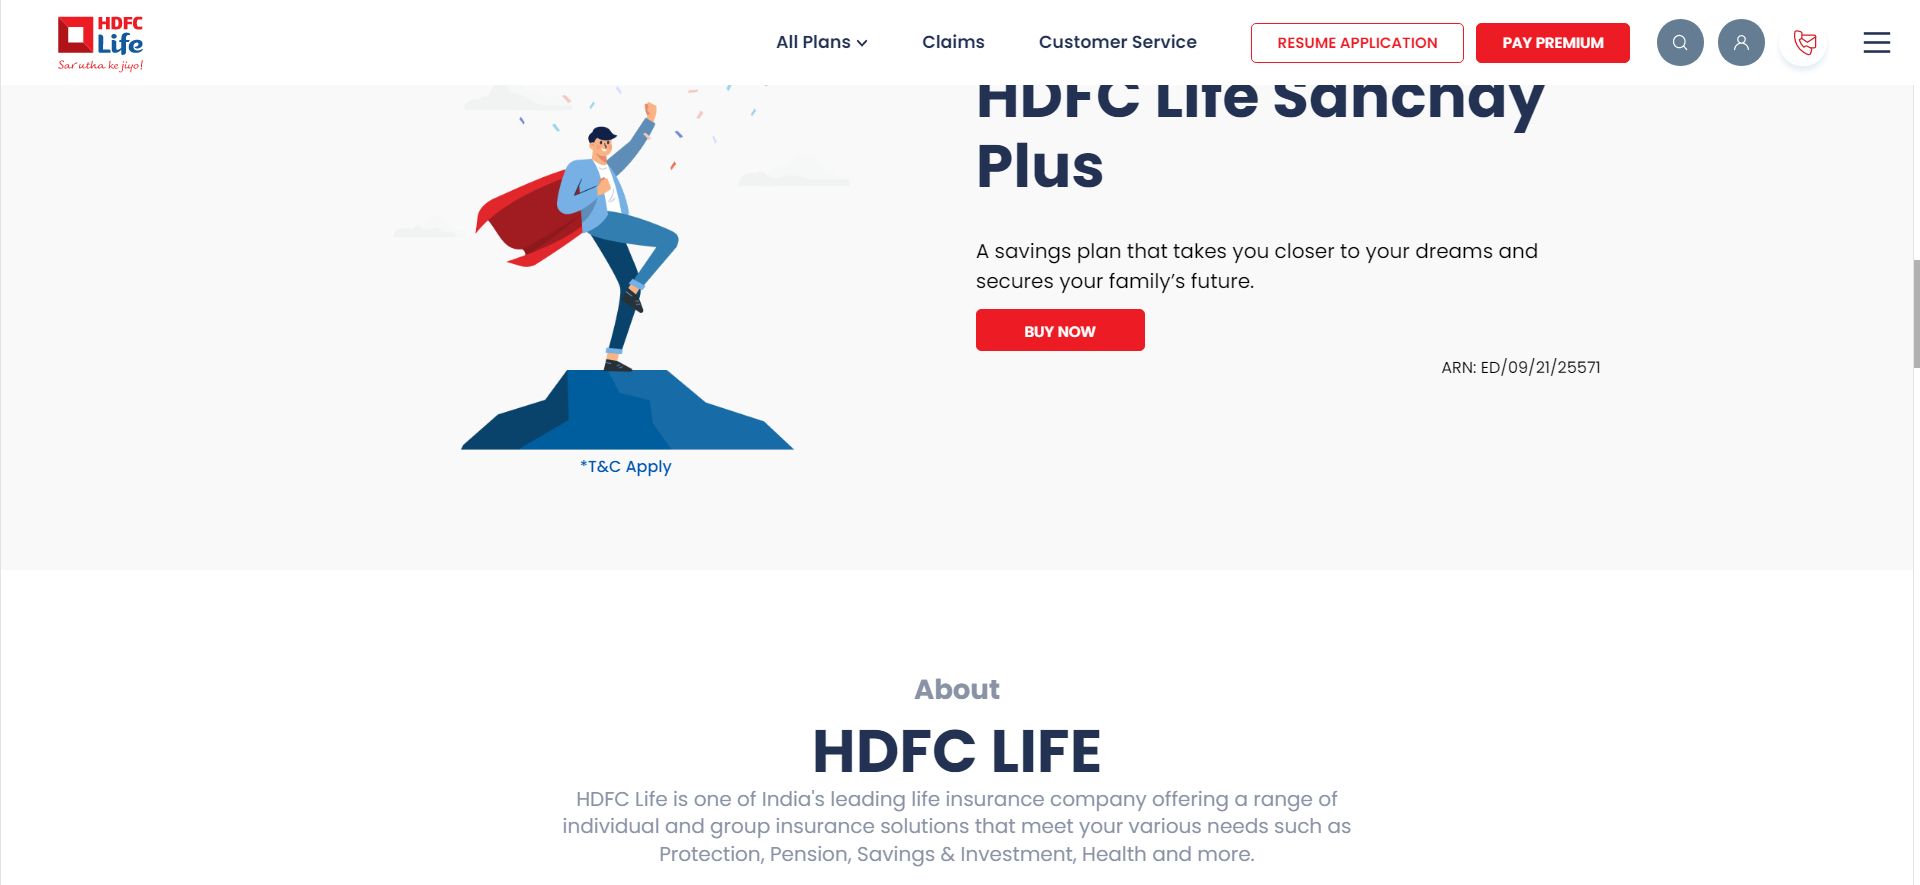 HDFC
Life
Sar utha ke jiyo!
All Plans
Claims
Customer Service
RESUME APPLICATION
PAY PREMIUM
HDFC Life Sanchay
Plus
A savings plan that takes you closer to your dreams and
secures your family’s future.
BUY NOW
ARN: ED/09/21/25571
*T&C Apply
About
HDFC LIFE
HDFC Life is one of India's leading life insurance company offering a range of
individual and group insurance solutions that meet your various needs such as
Protection, Pension, Savings & Investment, Health and more.